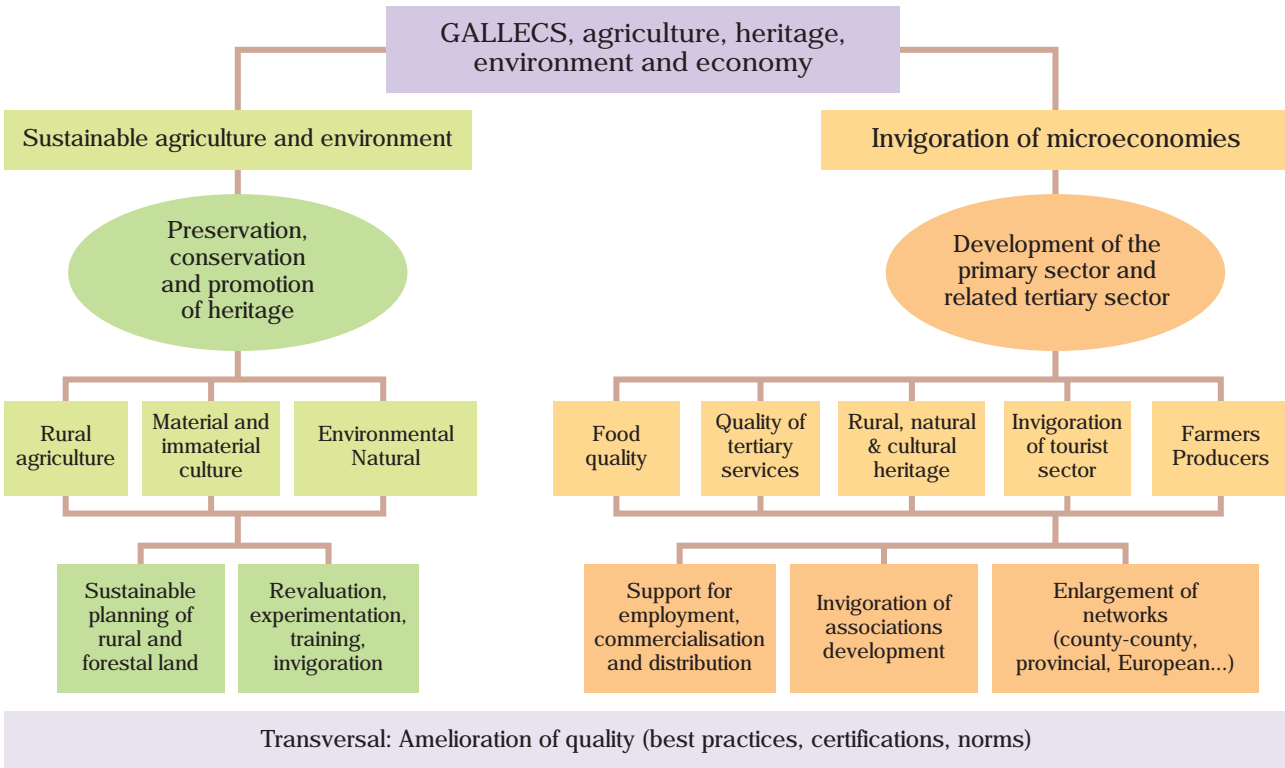 GALLECS, agriculture, heritage,
environment and economy
Sustainable agriculture and environment
Invigoration of microeconomies
Preservation,
conservation
and promotion
of heritage
Development of the
primary sector and
related tertiary sector
Rural
agriculture
Material and
immaterial
culture
Environmental
Natural
Food
quality
Quality of
tertiary
services
Rural, natural
& cultural
heritage
Invigoration
of tourist
sector
Farmers
Producers
Sustainable
planning of
rural and
forestal land
Revaluation,
experimentation,
training,
invigoration
Support for
employment,
commercialisation
and distribution
Invigoration of
associations
development
Enlargement of
networks
(county-county,
provincial, European...)
Transversal: Amelioration of quality (best practices, certifications, norms)